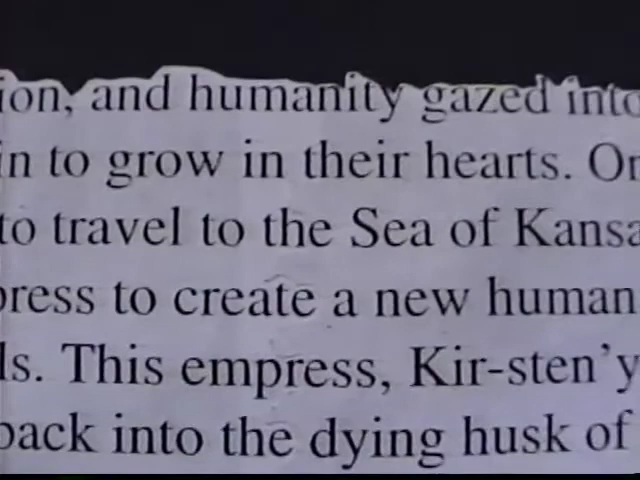 ion, and humanity gazed into
in to grow in their hearts. Or
to travel to the Sea of Kansa
press to create a new human
ls. This empress, Kir-sten'y
back into the dying husk of